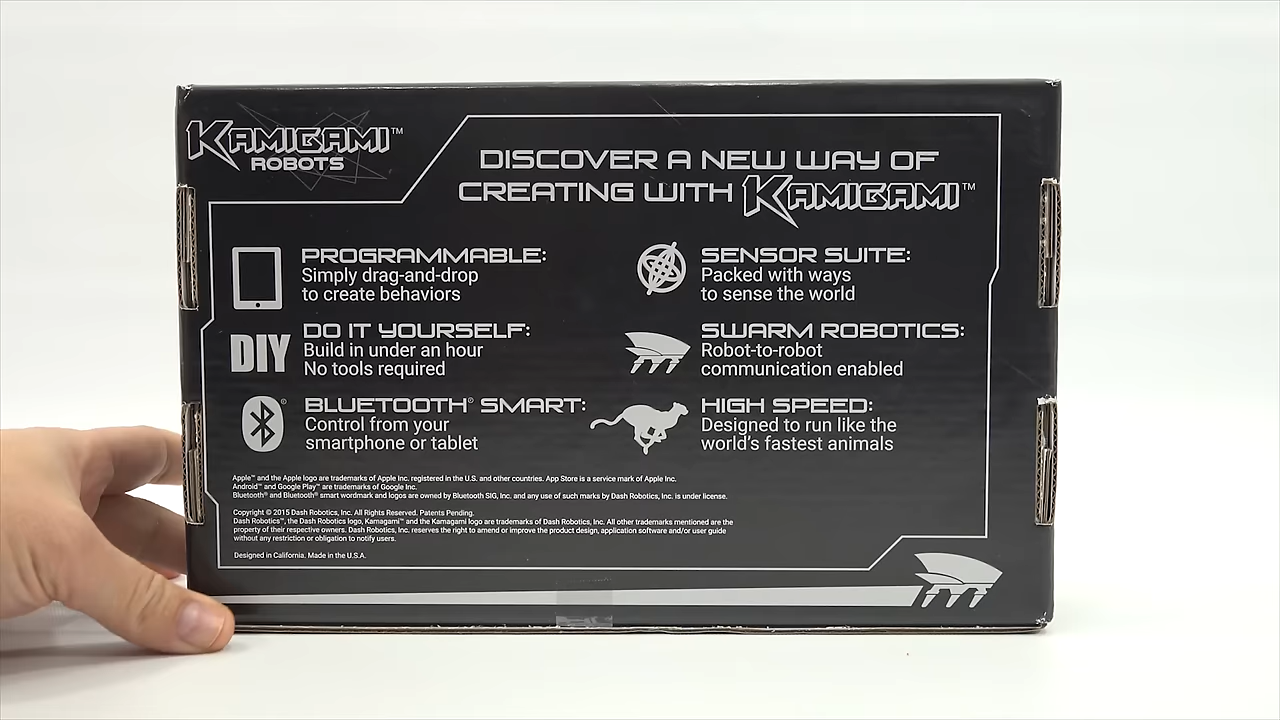 KAMIGAMI™
ROBOTS
DISCOVER A NEW WAY OF
CREATING WITH KAMIGAMI™
PROGRAMMABLE:
Simply drag-and-drop
to create behaviors
DIY
DO IT YOURSELF:
Build in under an hour
No tools required
BLUETOOTH® SMART:
Control from your
smartphone or tablet
SENSOR SUITE:
Packed with ways
to sense the world
SWARM ROBOTICS:
Robot-to-robot
communication enabled
HIGH SPEED:
Designed to run like the
world's fastest animals
Apple™ and the Apple logo are trademarks of Apple Inc. registered in the U.S. and other countries. App Store is a service mark of Apple Inc.
Android™ and Google Play™ are trademarks of Google Inc.
Bluetooth® and Bluetooth® smart wordmark and logos are owned by Bluetooth SIG, Inc. and any use of such marks by Dash Robotics, Inc. is under license.
Copyright © 2015 Dash Robotics, Inc. All Rights Reserved. Patents Pending.
Dash Robotics™, the Dash Robotics logo, Kamagami™ and the Kamagami logo are trademarks of Dash Robotics, Inc. All other trademarks mentioned are the
property of their respective owners. Dash Robotics, Inc. reserves the right to amend or improve the product design, application software and/or user guide
without any restriction or obligation to notify users.
Designed in California. Made in the U.S.A.